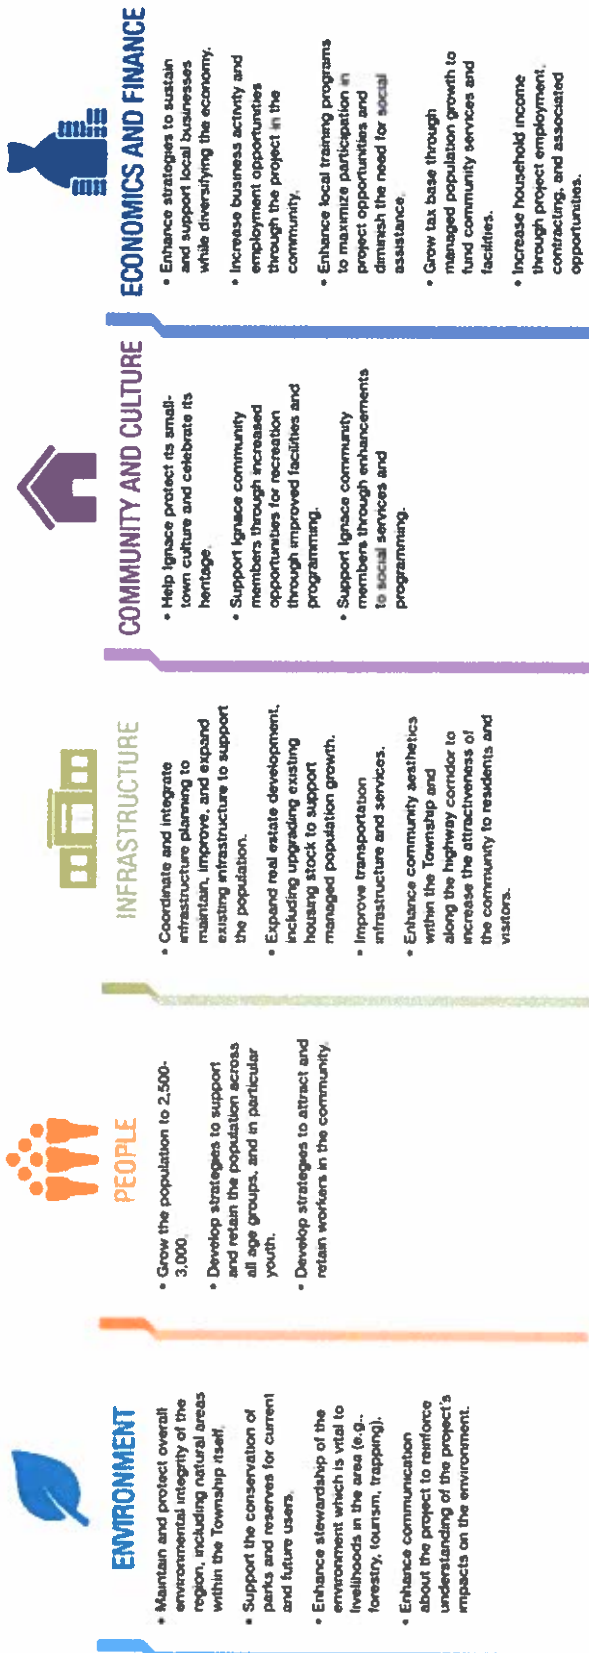 ENVIRONMENT
• Maintain and protect overall
environmental integrity of the
region, including natural areas
within the Township itself.
• Support the conservation of
parks and reserves for current
and future users.
• Enhance stewardship of the
environment which is vital to
livelihoods in the area (e.g.,
forestry, tourism, trapping).
• Enhance communication
about the project to reinforce
understanding of the project's
impacts on the environment.
PEOPLE
• Grow the population to 2,500-
3,000.
• Develop strategies to support
and retain the population across
all age groups, and in particular
youth.
• Develop strategies to attract and
retain workers in the community.
INFRASTRUCTURE
• Coordinate and integrate
infrastructure planning to
maintain, improve, and expand
existing infrastructure to support
the population.
• Expand real estate development,
including upgrading existing
housing stock to support
managed population growth.
• Improve transportation
infrastructure and services.
• Enhance community aesthetics
within the Township and
along the highway corridor to
increase the attractiveness of
the community to residents and
visitors.
COMMUNITY AND CULTURE
• Help Ignace protect its small-
town culture and celebrate its
heritage.
• Support Ignace community
members through increased
opportunities for recreation
through improved facilities and
programming.
• Support Ignace community
members through enhancements
to social services and
programming.
ECONOMICS AND FINANCE
• Enhance strategies to sustain
and support local businesses
while diversifying the economy.
• Increase business activity and
employment opportunities
through the project in the
community.
• Enhance local training programs
to maximize participation in
project opportunities and
diminish the need for social
assistance.
• Grow tax base through
managed population growth to
fund community services and
facilities.
• Increase household income
through project employment,
contracting, and associated
opportunities.